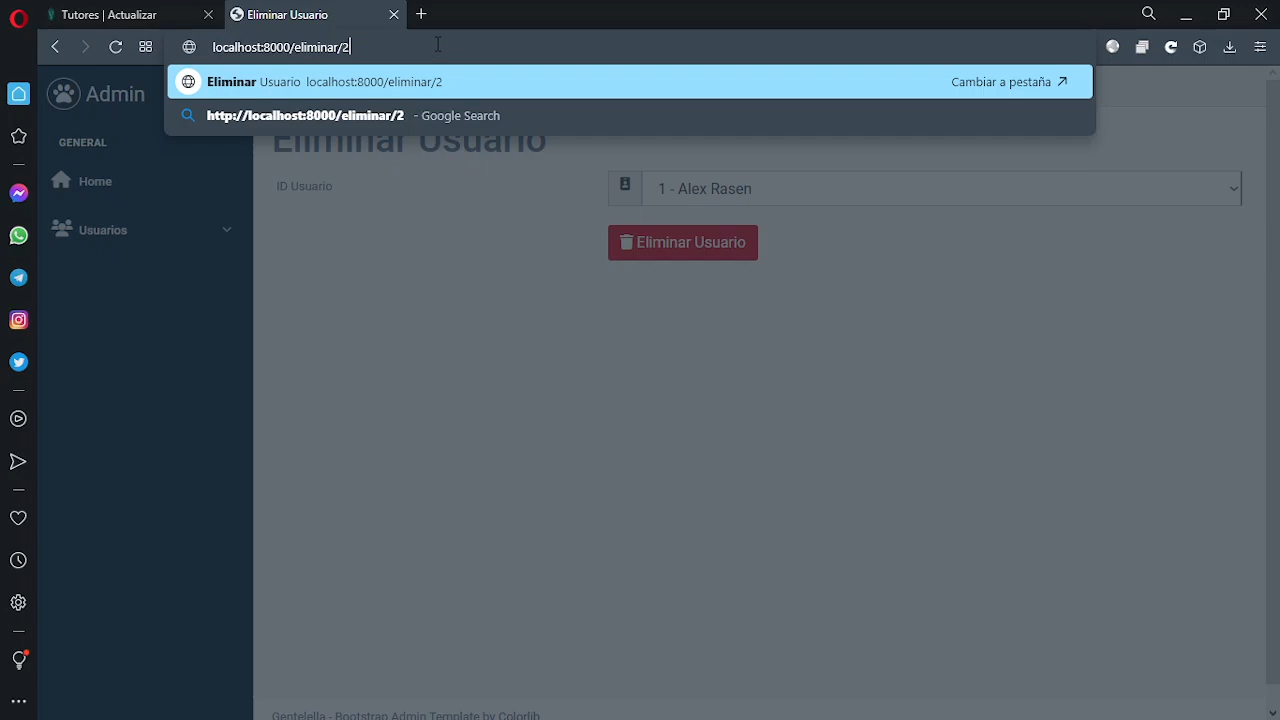 Tutores | Actualizar
Eliminar Usuario
localhost:8000/eliminar/2
Eliminar Usuario localhost:8000/eliminar/2
Cambiar a pestaña
http://localhost:8000/eliminar/2 - Google Search
Admin
GENERAL
Home
Usuarios
Eliminar Usuario
ID Usuario
1 - Alex Rasen
Eliminar Usuario
Gentelella - Bootstrap Admin Template by Colorlib